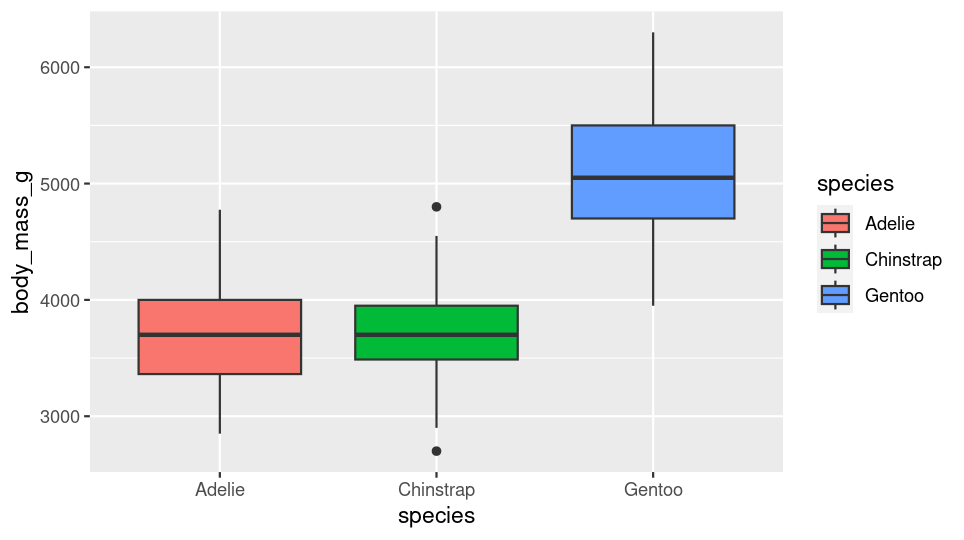 body_mass_g
6000
5000
4000
3000
Adelie
Chinstrap
Gentoo
species
species
Adelie
Chinstrap
Gentoo